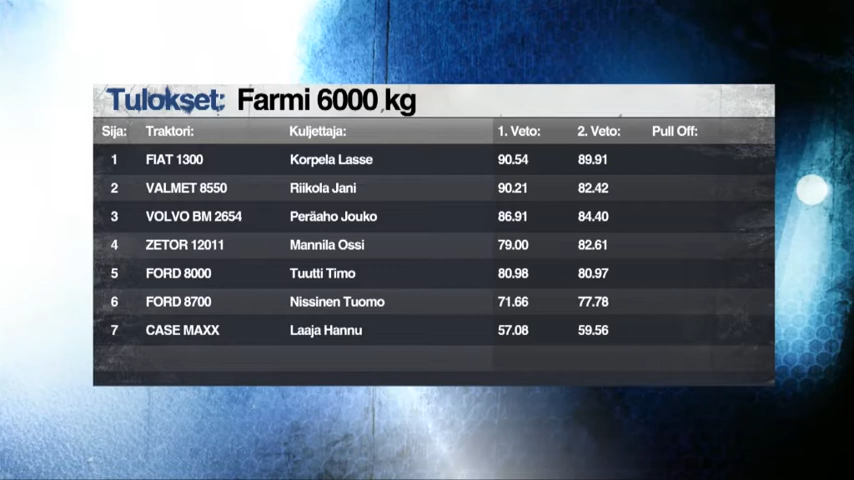 Tulokset: Farmi 6000 kg
Sija: Traktori: Kuljettaja: 1. Veto: 2. Veto: Pull Off:
1 FIAT 1300 Korpela Lasse 90.54 89.91
2 VALMET 8550 Riikola Jani 90.21 82.42
3 VOLVO BM 2654 Peräaho Jouko 86.91 84.40
4 ZETOR 12011 Mannila Ossi 79.00 82.61
5 FORD 8000 Tuutti Timo 80.98 80.97
6 FORD 8700 Nissinen Tuomo 71.66 77.78
7 CASE MAXX Laaja Hannu 57.08 59.56